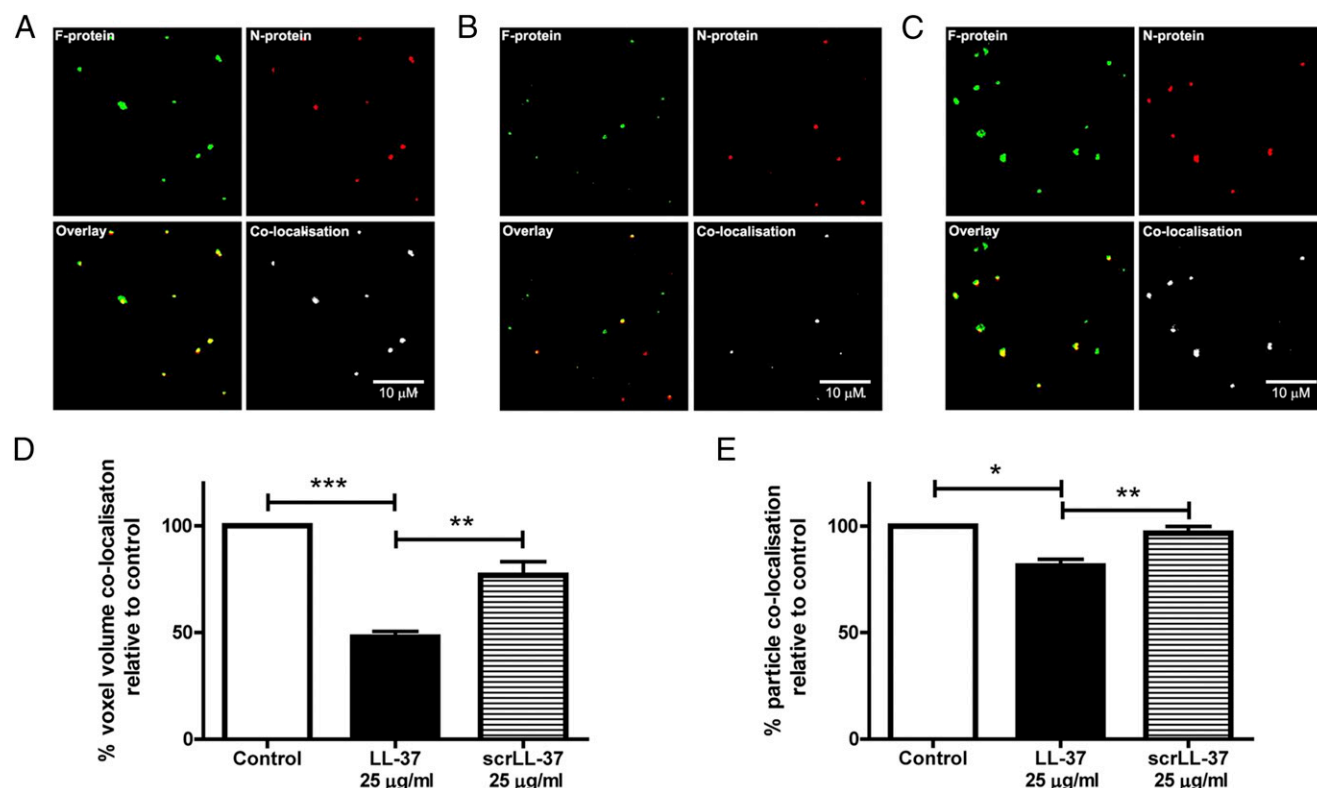 A
F-protein
N-protein
Overlay
Co-localisation
10 µM
B
F-protein
N-protein
Overlay
Co-localisation
10 µM.
C
F-protein
N-protein
Overlay
Co-localisation
10 µM
D
% voxel volume co-localisaton
relative to control
100
50
0
***
**
Control
LL-37
25 µg/ml
scrLL-37
25 µg/ml
E
% particle co-localisation
relative to control
100
50
0
*
**
Control
LL-37
25 µg/ml
scrLL-37
25 µg/ml